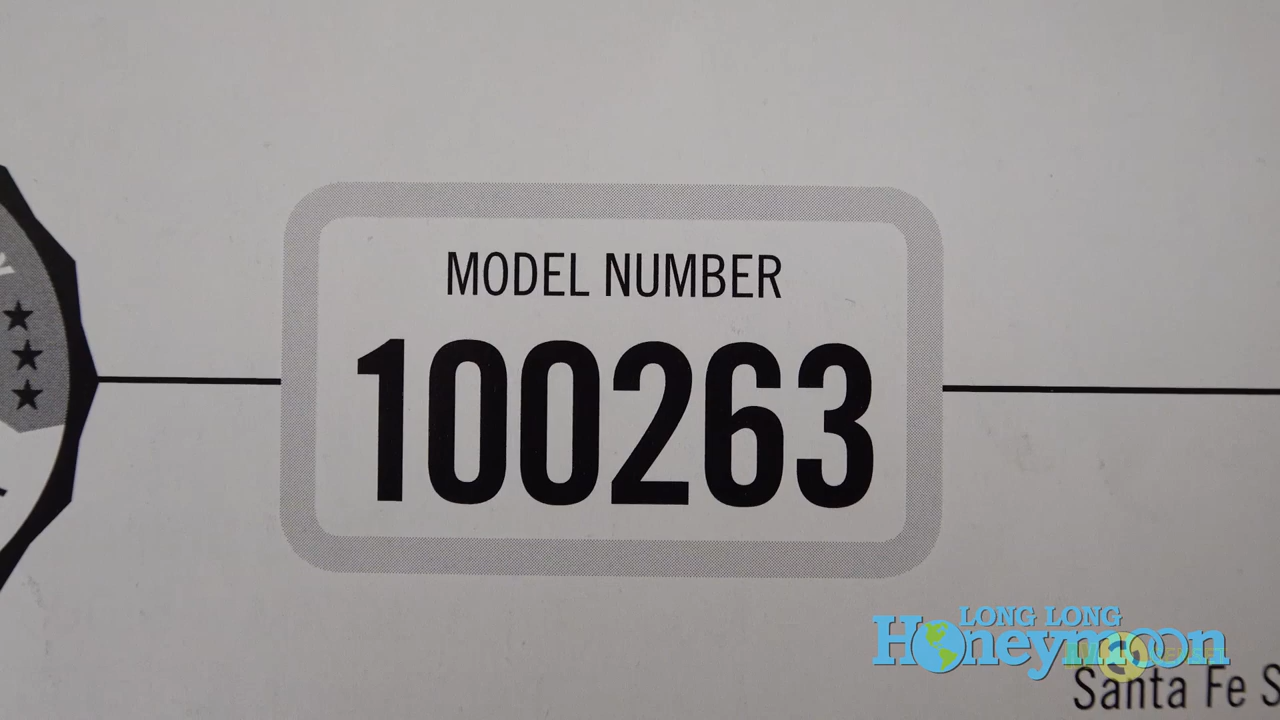 MODEL NUMBER
100263
LONG LONG
Honeymoon
Santa Fe S